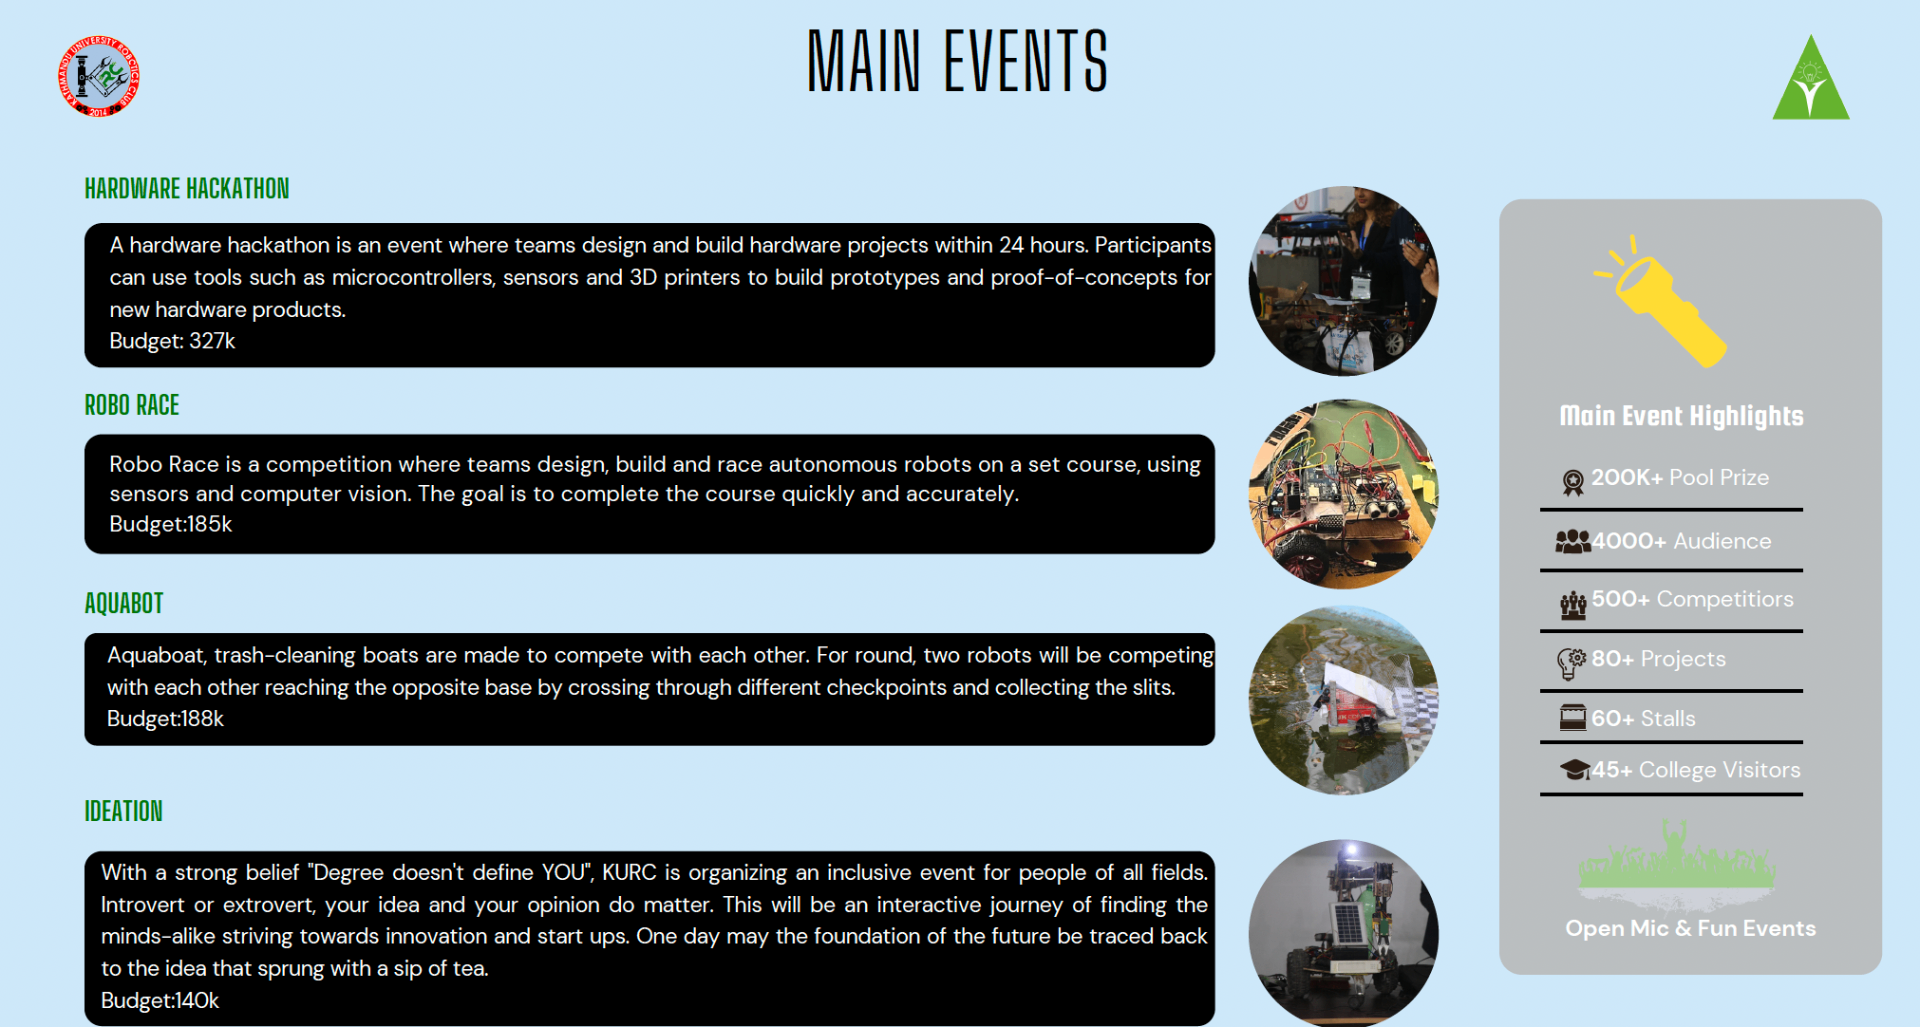 MAIN EVENTS
KATHMANDU UNIVERSITY ROBOTICS CLUB
KRC
2014
HARDWARE HACKATHON
A hardware hackathon is an event where teams design and build hardware projects within 24 hours. Participants
can use tools such as microcontrollers, sensors and 3D printers to build prototypes and proof-of-concepts for
new hardware products.
Budget: 327k
ROBO RACE
Robo Race is a competition where teams design, build and race autonomous robots on a set course, using
sensors and computer vision. The goal is to complete the course quickly and accurately.
Budget:185k
AQUABOT
Aquaboat, trash-cleaning boats are made to compete with each other. For round, two robots will be competing
with each other reaching the opposite base by crossing through different checkpoints and collecting the slits.
Budget:188k
IDEATION
With a strong belief "Degree doesn't define YOU", KURC is organizing an inclusive event for people of all fields.
Introvert or extrovert, your idea and your opinion do matter. This will be an interactive journey of finding the
minds-alike striving towards innovation and start ups. One day may the foundation of the future be traced back
to the idea that sprung with a sip of tea.
Budget:140k
Main Event Highlights
200K+ Pool Prize
4000+ Audience
500+ Competitiors
80+ Projects
60+ Stalls
45+ College Visitors
Open Mic & Fun Events